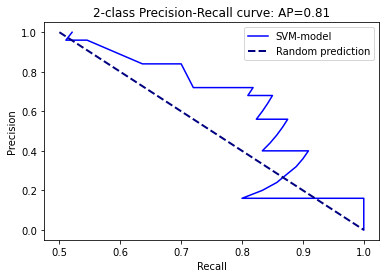 2-class Precision-Recall curve: AP=0.81
SVM-model
Random prediction
Precision
1.0
0.8
0.6
0.4
0.2
0.0
0.5
0.6
0.7
0.8
0.9
1.0
Recall